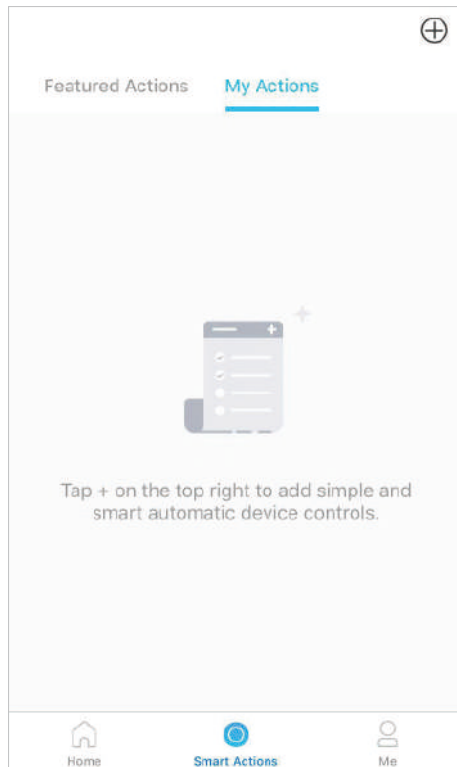 Featured Actions My Actions
Tap + on the top right to add simple and
smart automatic device controls.
Home Smart Actions Me